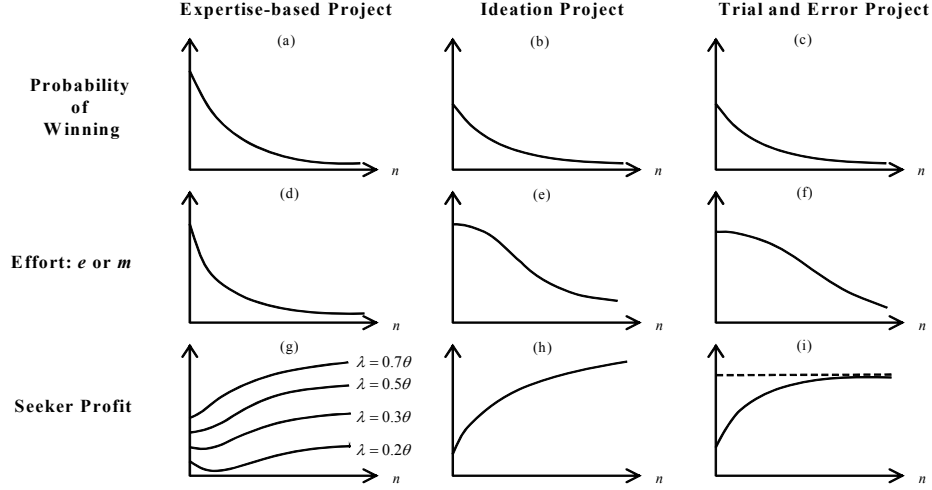 Expertise-based Project Ideation Project Trial and Error Project
(a) (b) (c)
Probability
of
Winning
n n n
(d) (e) (f)
Effort: e or m
n n n
(g) (h) (i)
λ = 0.7θ
λ = 0.5θ
Seeker Profit
λ = 0.3θ
λ = 0.2θ
n n n